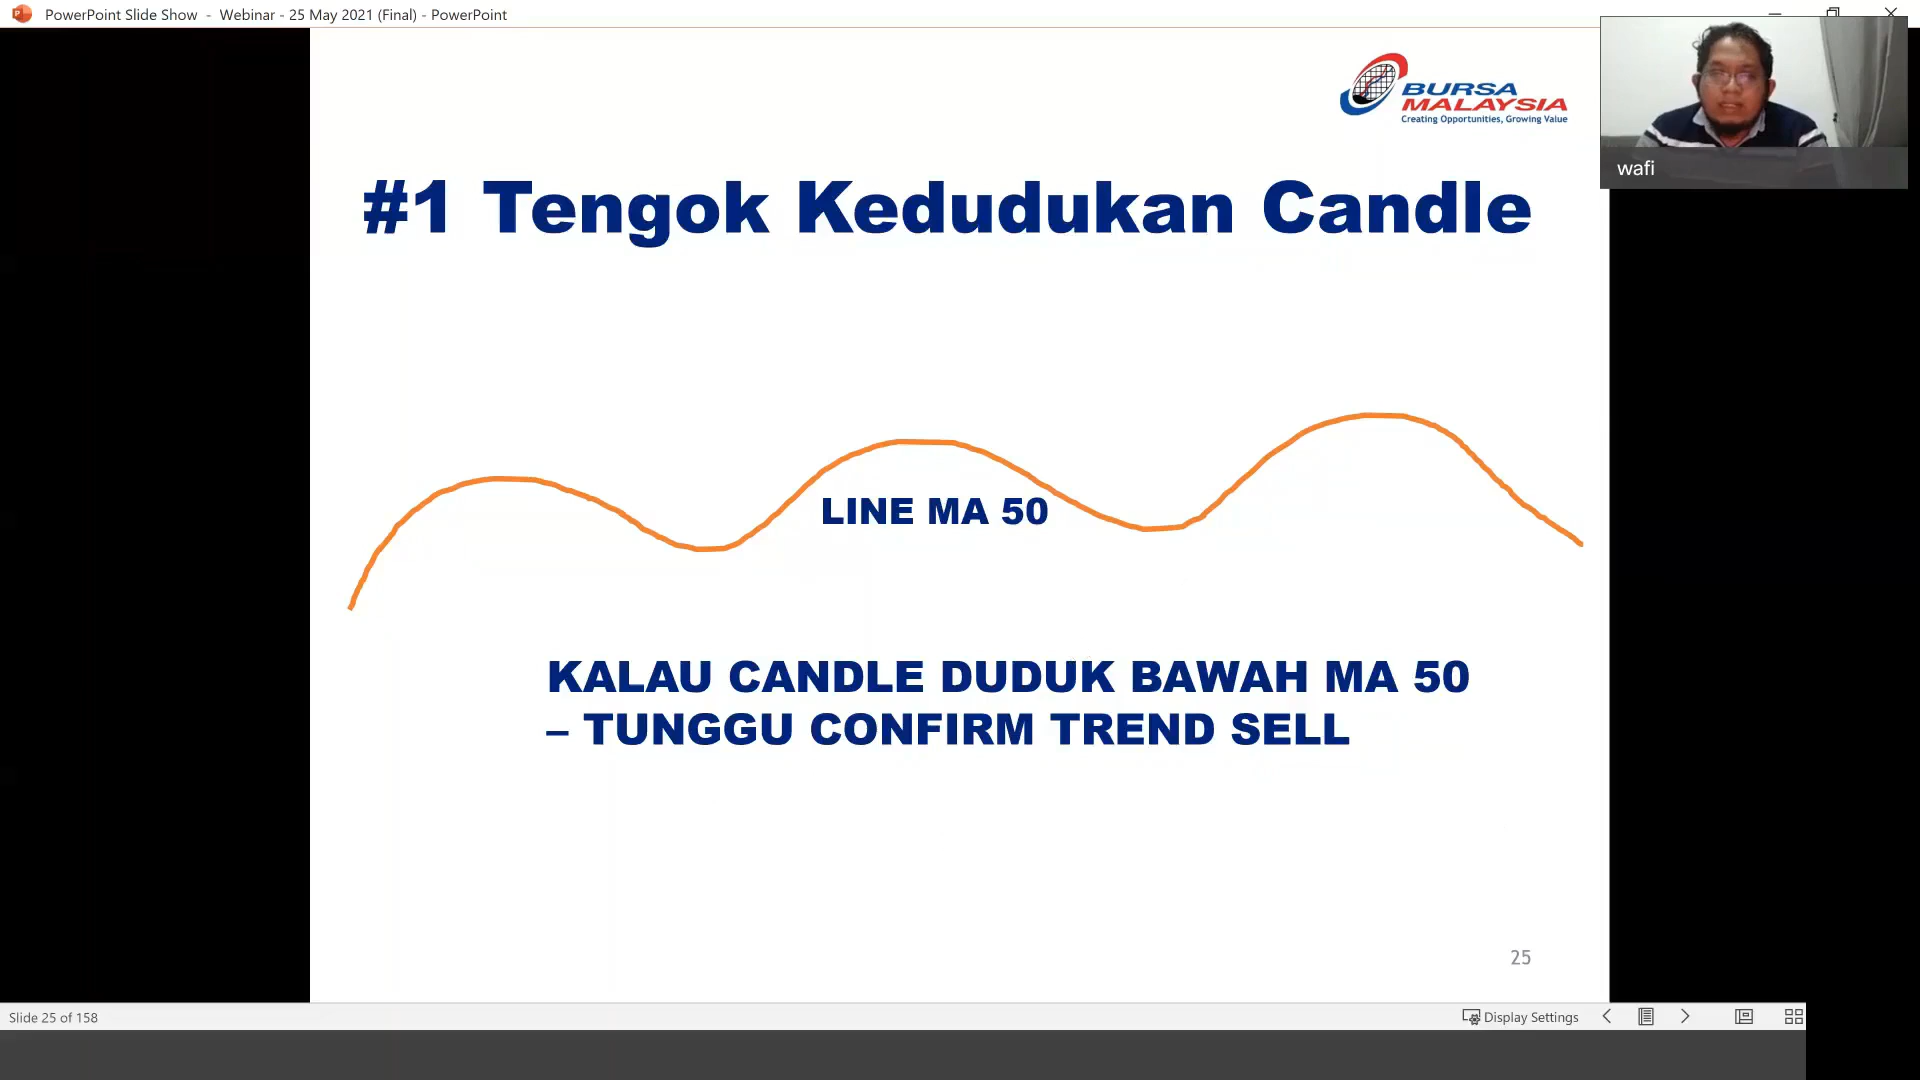 PowerPoint Slide Show - Webinar - 25 May 2021 (Final) - PowerPoint
BURSA
MALAYSIA
Creating Opportunities, Growing Value
wafi
#1 Tengok Kedudukan Candle
LINE MA 50
KALAU CANDLE DUDUK BAWAH MA 50
– TUNGGU CONFIRM TREND SELL
25
Slide 25 of 158
Display Settings